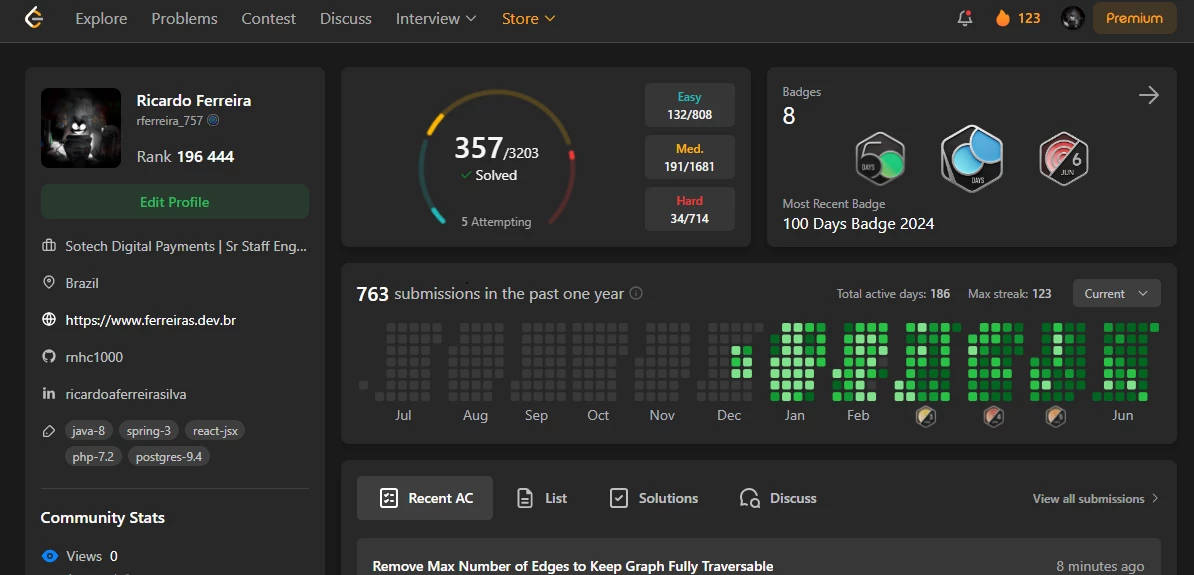 Explore Problems Contest Discuss Interview Store 123 Premium
Ricardo Ferreira
rferreira_757
Rank 196 444
Edit Profile
Sotech Digital Payments | Sr Staff Eng...
Brazil
https://www.ferreiras.dev.br
rnhc1000
ricardoaferreirasilva
java-8 spring-3 react-jsx
php-7.2 postgres-9.4
Community Stats
Views 0
357/3203
Solved
5 Attempting
Easy
132/808
Med.
191/1681
Hard
34/714
Badges
8
50 DAYS
DAYS
6 JUN
Most Recent Badge
100 Days Badge 2024
763 submissions in the past one year
Total active days: 186 Max streak: 123 Current
Jul Aug Sep Oct Nov Dec Jan Feb Jun
Recent AC List Solutions Discuss View all submissions
Remove Max Number of Edges to Keep Graph Fully Traversable 8 minutes ago